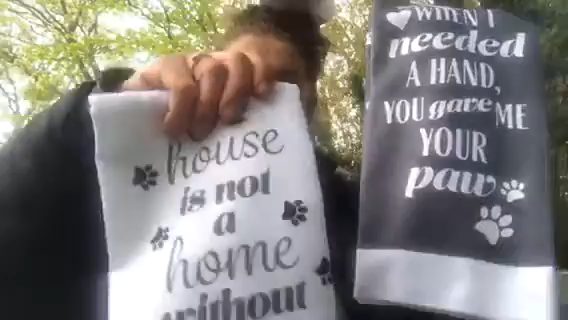 house
is not
a
home
without
WHEN I
needed
A HAND,
YOU gave ME
YOUR
paw